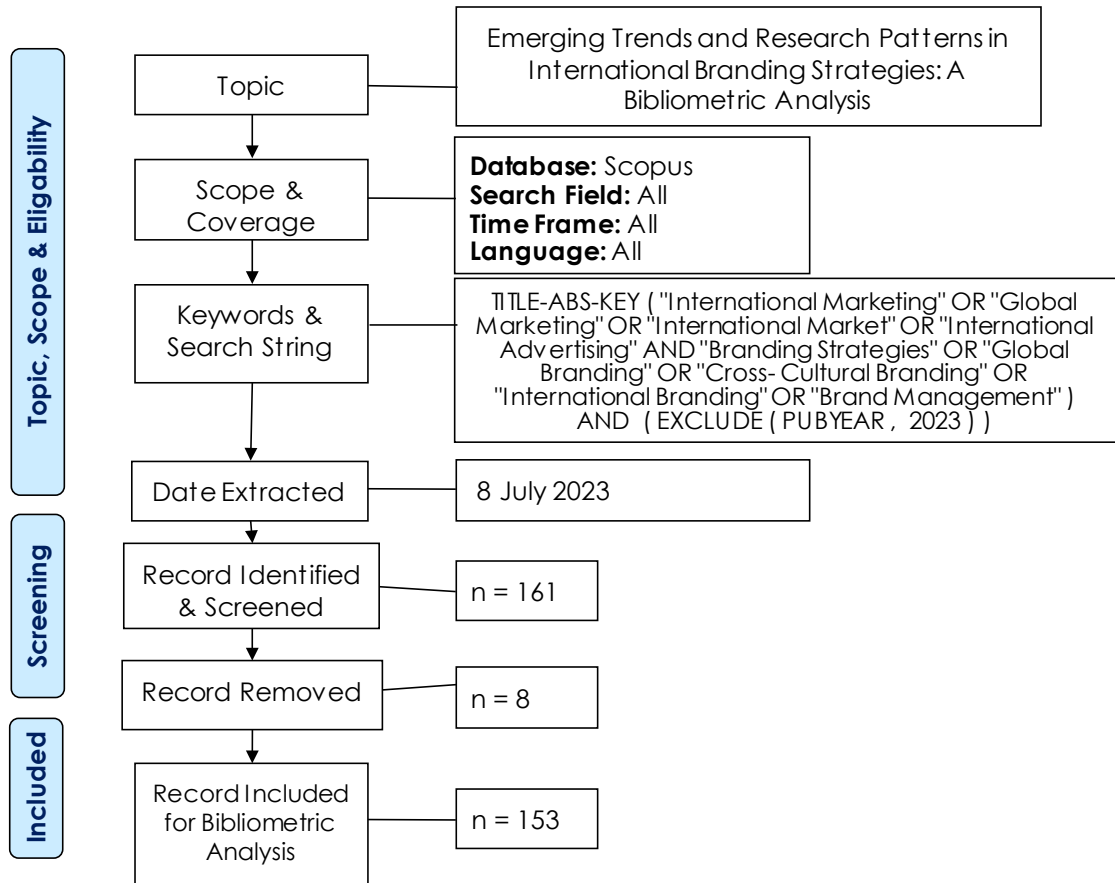 Topic, Scope & Eligability
Topic
Emerging Trends and Research Patterns in
International Branding Strategies: A
Bibliometric Analysis
Scope &
Coverage
Database: Scopus
Search Field: All
Time Frame: All
Language: All
Keywords &
Search String
TITLE-ABS-KEY ( "International Marketing" OR "Global
Marketing" OR "International Market" OR "International
Advertising" AND "Branding Strategies" OR "Global
Branding" OR "Cross- Cultural Branding" OR
"International Branding" OR "Brand Management" )
AND ( EXCLUDE ( PUBYEAR , 2023 ) )
Date Extracted
8 July 2023
Screening
Record Identified
& Screened
n = 161
Record Removed
n = 8
Included
Record Included
for Bibliometric
Analysis
n = 153